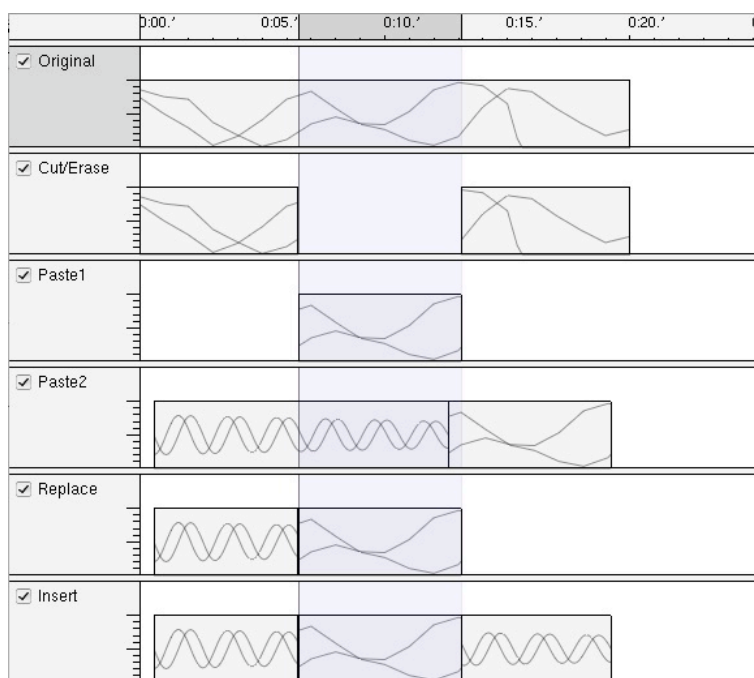 0:00.' 0:05.' 0:10.' 0:15.' 0:20.'
Original
Cut/Erase
Paste1
Paste2
Replace
Insert